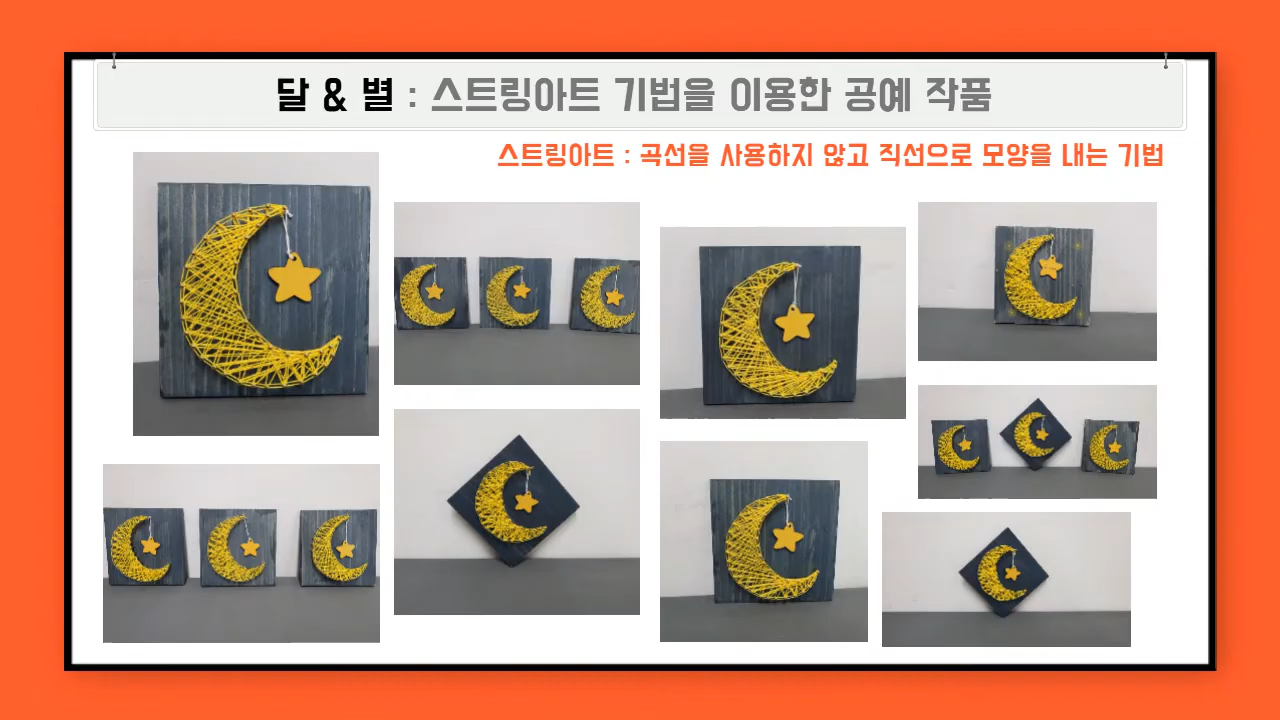 달 & 별 : 스트링아트 기법을 이용한 공예 작품
스트링아트 : 곡선을 사용하지 않고 직선으로 모양을 내는 기법